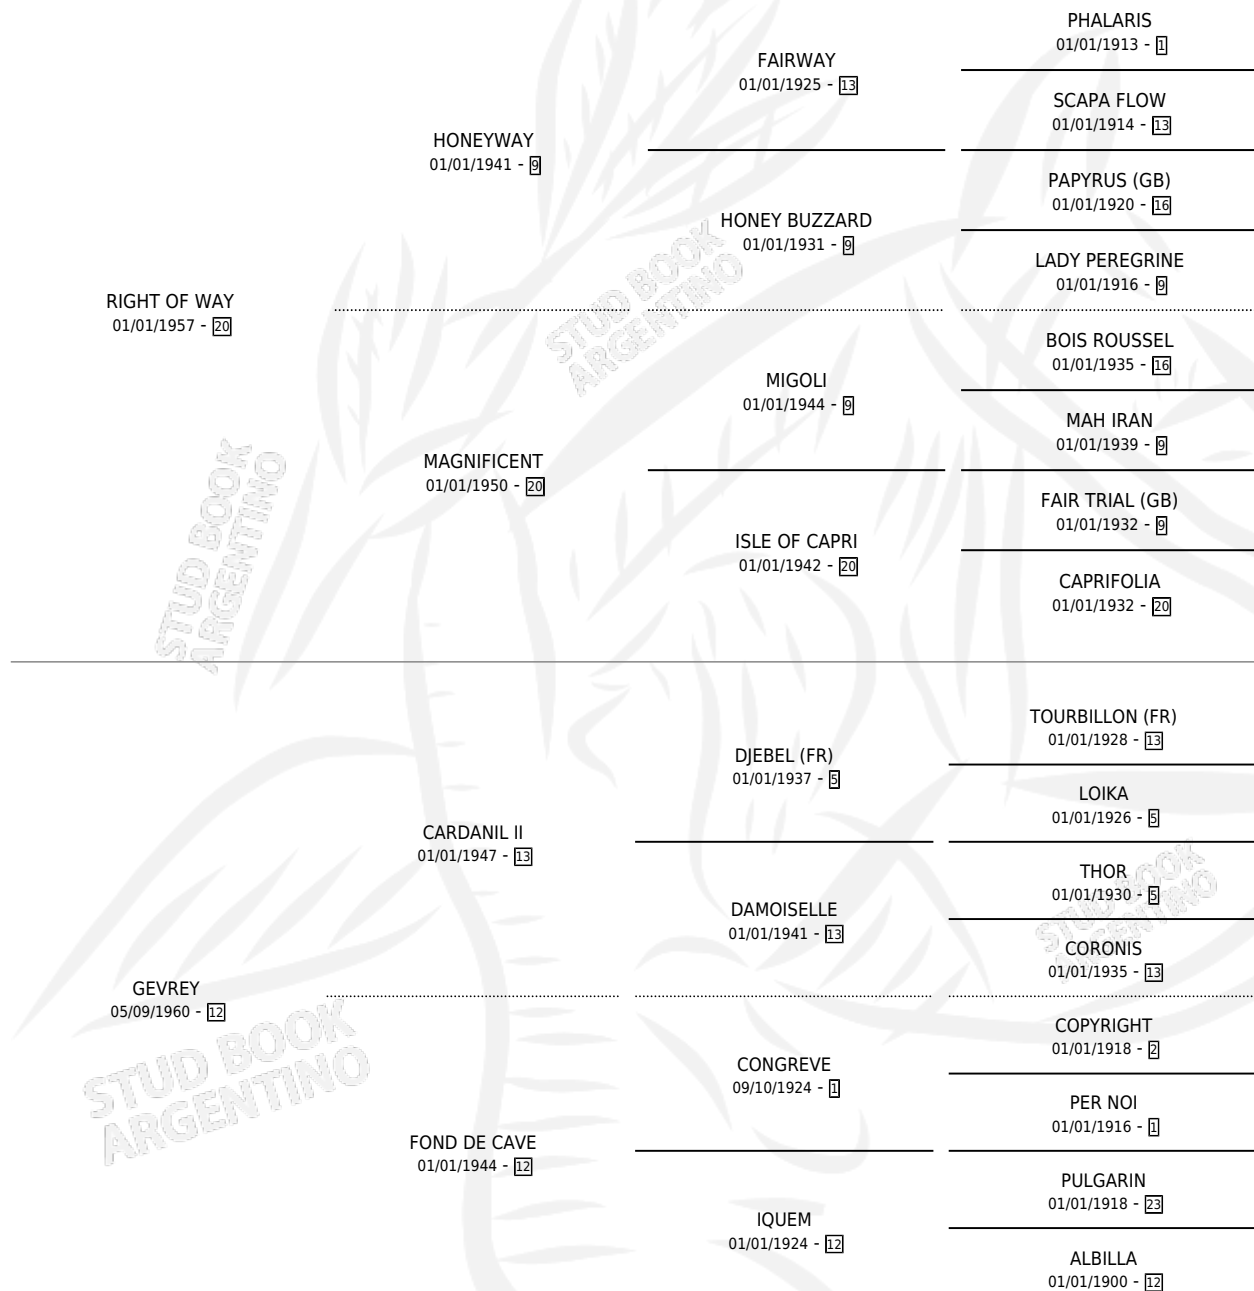 PHALARIS
01/01/1913 - 1
FAIRWAY
01/01/1925 - 13
SCAPA FLOW
01/01/1914 - 13
HONEYWAY
01/01/1941 - 9
PAPYRUS (GB)
01/01/1920 - 16
HONEY BUZZARD
01/01/1931 - 9
LADY PEREGRINE
01/01/1916 - 9
RIGHT OF WAY
01/01/1957 - 20
STUD BOOK
ARGENTINO
BOIS ROUSSEL
01/01/1935 - 16
MIGOLI
01/01/1944 - 9
MAH IRAN
01/01/1939 - 9
MAGNIFICENT
01/01/1950 - 20
FAIR TRIAL (GB)
01/01/1932 - 9
ISLE OF CAPRI
01/01/1942 - 20
CAPRIFOLIA
01/01/1932 - 20
STUD BOOK
ARGENTINO
TOURBILLON (FR)
01/01/1928 - 13
DJEBEL (FR)
01/01/1937 - 5
LOIKA
01/01/1926 - 5
CARDANIL II
01/01/1947 - 13
THOR
01/01/1930 - 5
DAMOISELLE
01/01/1941 - 13
CORONIS
01/01/1935 - 13
STUD BOOK
ARGENTINO
GEVREY
05/09/1960 - 12
COPYRIGHT
01/01/1918 - 2
CONGREVE
09/10/1924 - 1
PER NOI
01/01/1916 - 1
STUD BOOK
ARGENTINO
FOND DE CAVE
01/01/1944 - 12
PULGARIN
01/01/1918 - 23
IQUEM
01/01/1924 - 12
ALBILLA
01/01/1900 - 12